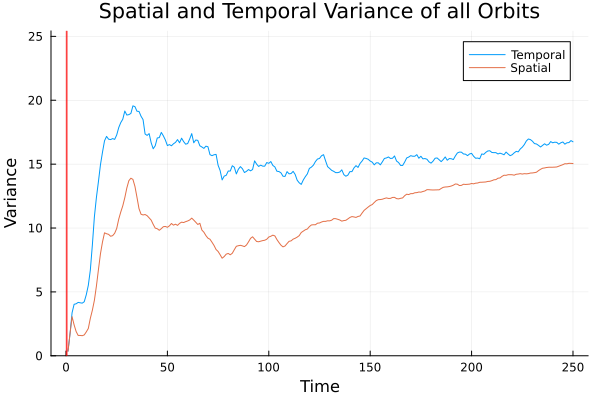 Spatial and Temporal Variance of all Orbits
25
20
15
10
5
0
Variance
Temporal
Spatial
0 50 100 150 200 250
Time